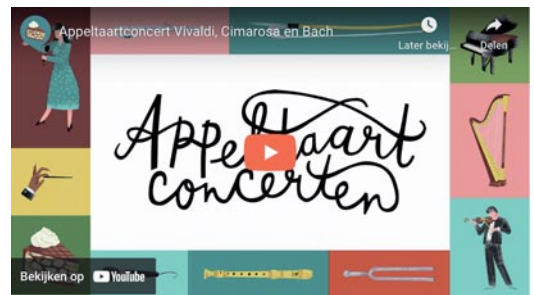 Appeltaartconcert Vivaldi, Cimarosa en Bach
Later bekij...
Delen
Appeltaart
concerten
Bekijken op YouTube